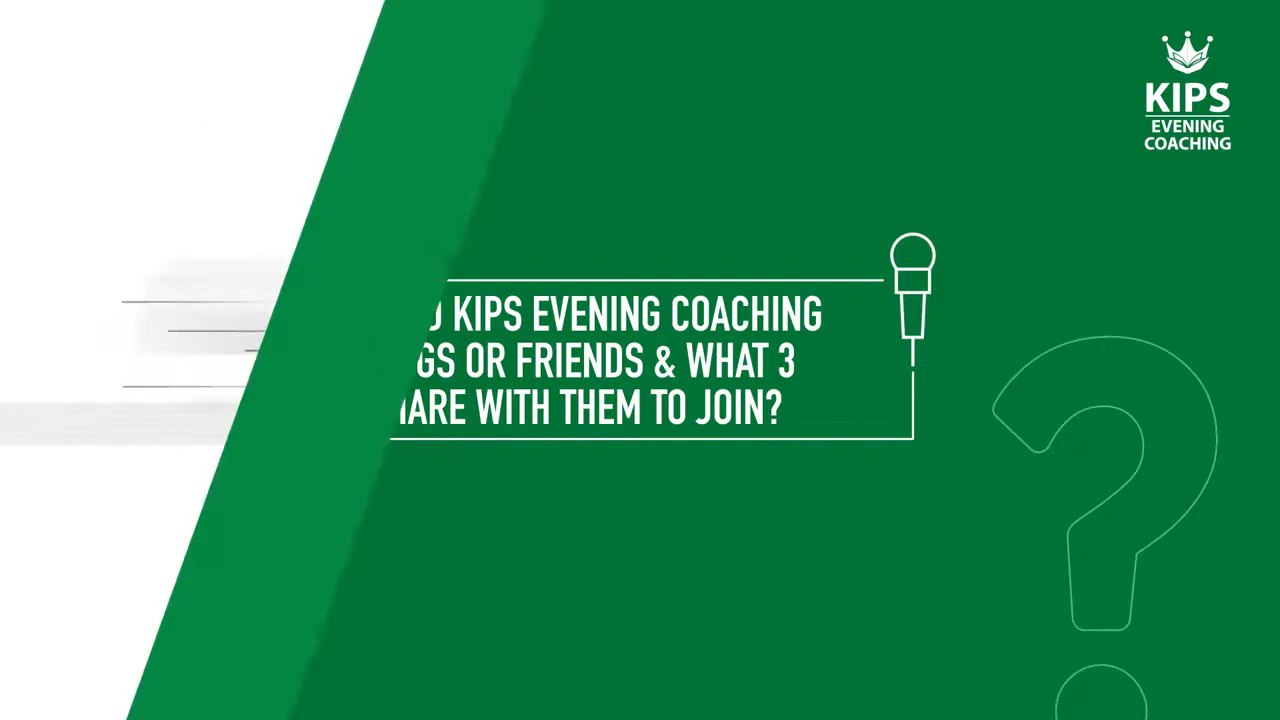 KIPS
EVENING
COACHING
KIPS EVENING COACHING
OR FRIENDS & WHAT 3
WITH THEM TO JOIN?